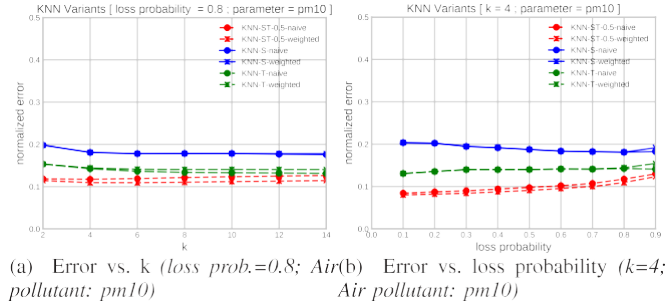 KNN Variants [ loss probability = 0.8 ; parameter = pm10 ]
KNN-ST-0.5-naive
KNN-ST-0.5-weighted
KNN-S-naive
KNN-S-weighted
KNN-T-naive
KNN-T-weighted
normalized error
0.5
0.4
0.3
0.2
0.1
0.0
2 4 6 8 10 12 14
k
(a) Error vs. k (loss prob.=0.8; Air
pollutant: pm10)
KNN Variants [ k = 4 ; parameter = pm10 ]
KNN-ST-0.5-naive
KNN-ST-0.5-weighted
KNN-S-naive
KNN-S-weighted
KNN-T-naive
KNN-T-weighted
normalized error
0.5
0.4
0.3
0.2
0.1
0.0
0.0 0.1 0.2 0.3 0.4 0.5 0.6 0.7 0.8 0.9
loss probability
(b) Error vs. loss probability (k=4;
Air pollutant: pm10)